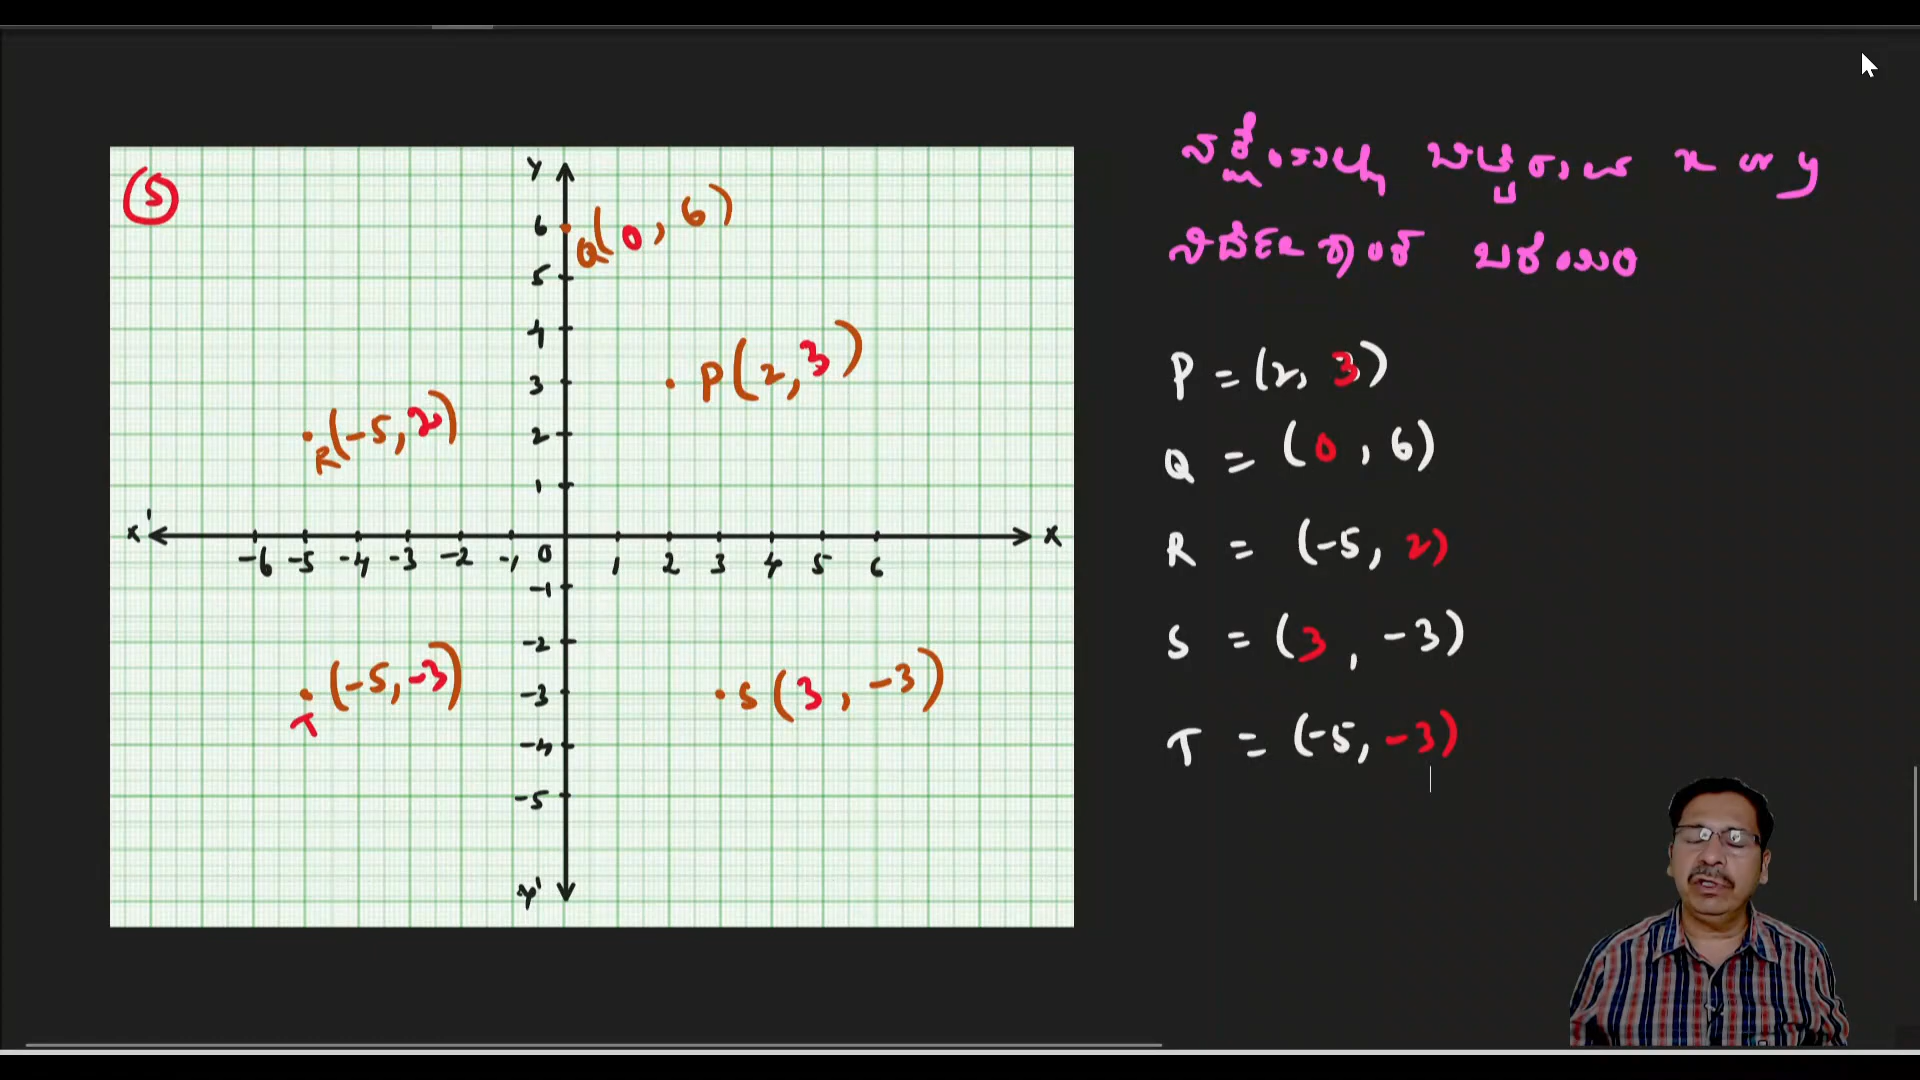 5
Y
6
Q(0, 6)
5
4
P(2, 3)
3
R(-5, 2)
2
1
X' X
-6 -5 -4 -3 -2 -1 0 1 2 3 4 5 6
-1
-2
T(-5, -3)
-3
S(3, -3)
-4
-5
Y'
x or y
P = (2, 3)
Q = (0, 6)
R = (-5, 2)
S = (3, -3)
T = (-5, -3)